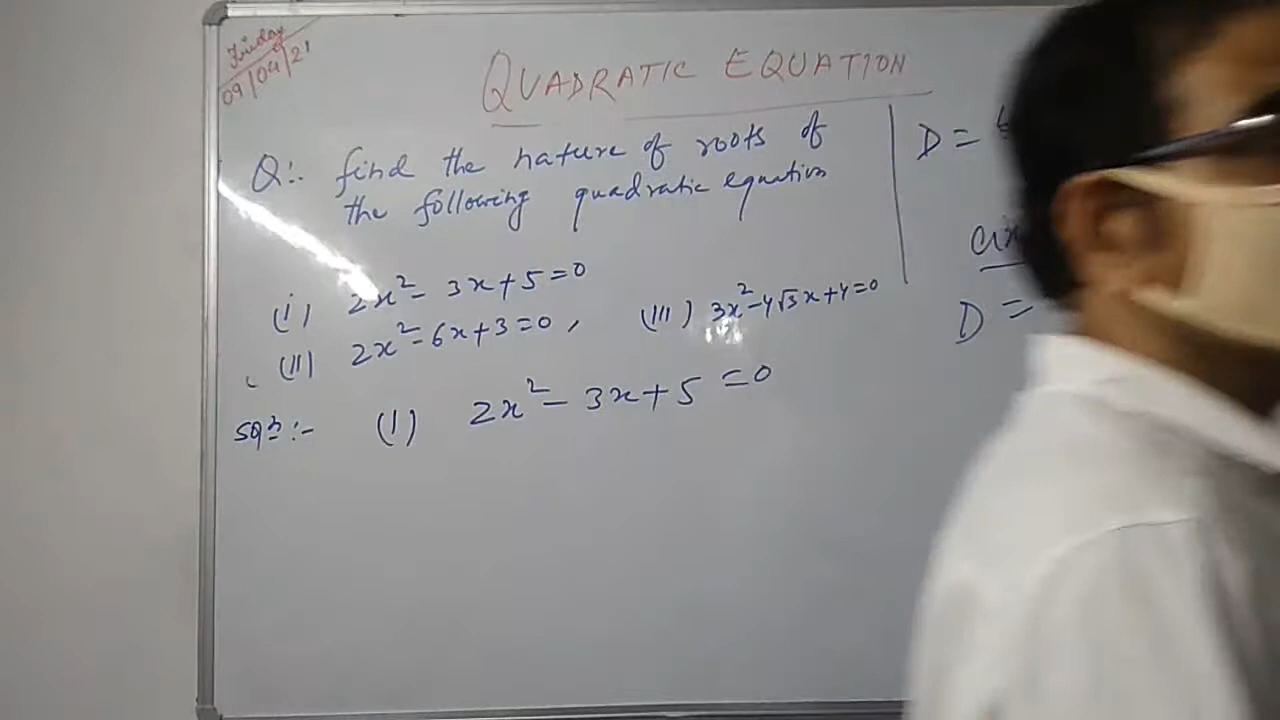 Friday
09/04/21
QUADRATIC EQUATION
Q:. find the nature of roots of
the following quadratic equation
(i) 2x² - 3x + 5 = 0
(II) 2x² - 6x + 3 = 0, (III) 3x² - 4√3x + 4 = 0
Solⁿ :- (I) 2x² - 3x + 5 = 0
D =
D =